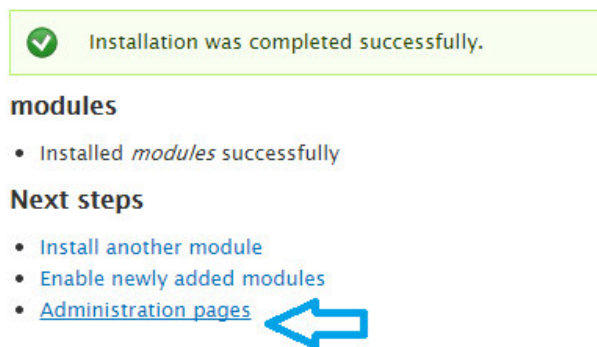 Installation was completed successfully.
modules
• Installed modules successfully
Next steps
• Install another module
• Enable newly added modules
• Administration pages